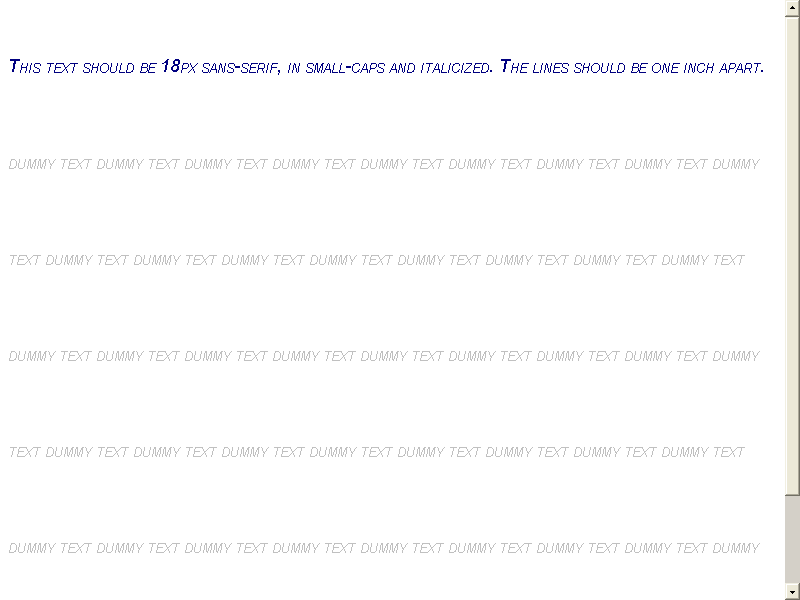 This text should be 18px sans-serif, in small-caps and italicized. The lines should be one inch apart.
dummy text dummy text dummy text dummy text dummy text dummy text dummy text dummy text dummy
text dummy text dummy text dummy text dummy text dummy text dummy text dummy text dummy text
dummy text dummy text dummy text dummy text dummy text dummy text dummy text dummy text dummy
text dummy text dummy text dummy text dummy text dummy text dummy text dummy text dummy text
dummy text dummy text dummy text dummy text dummy text dummy text dummy text dummy text dummy